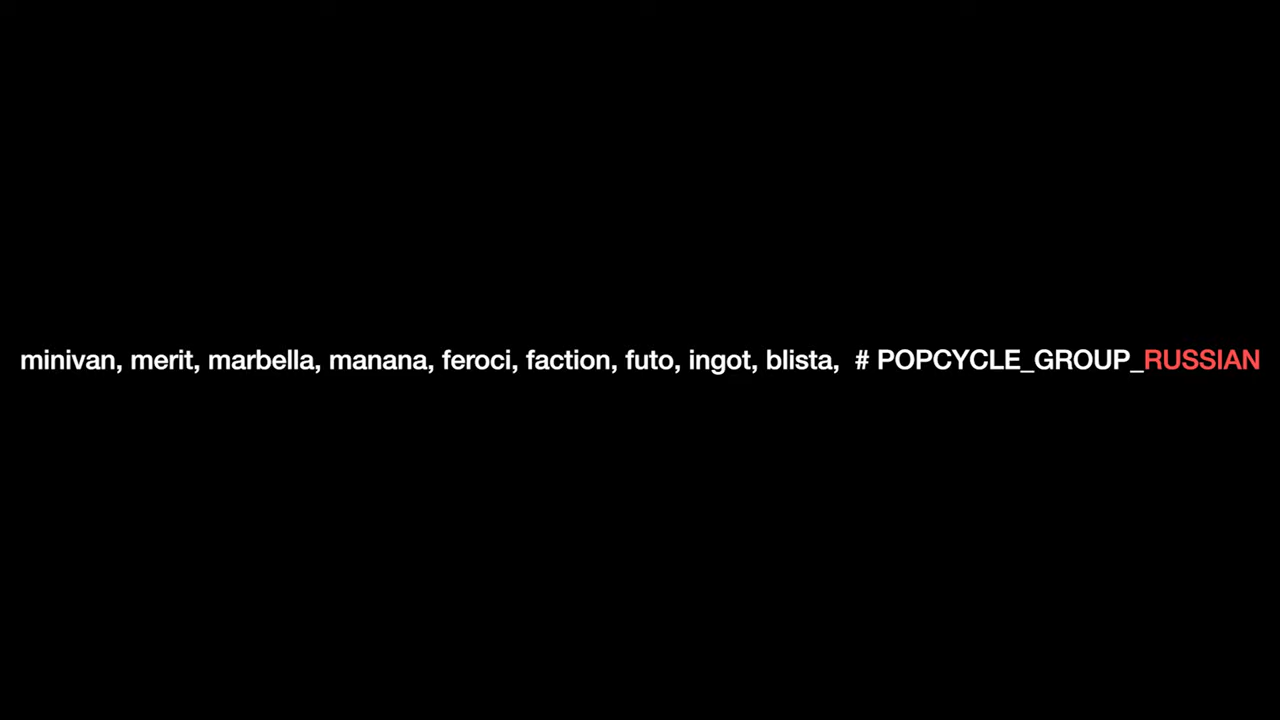 minivan, merit, marbella, manana, feroci, faction, futo, ingot, blista,  # POPCYCLE_GROUP_RUSSIAN